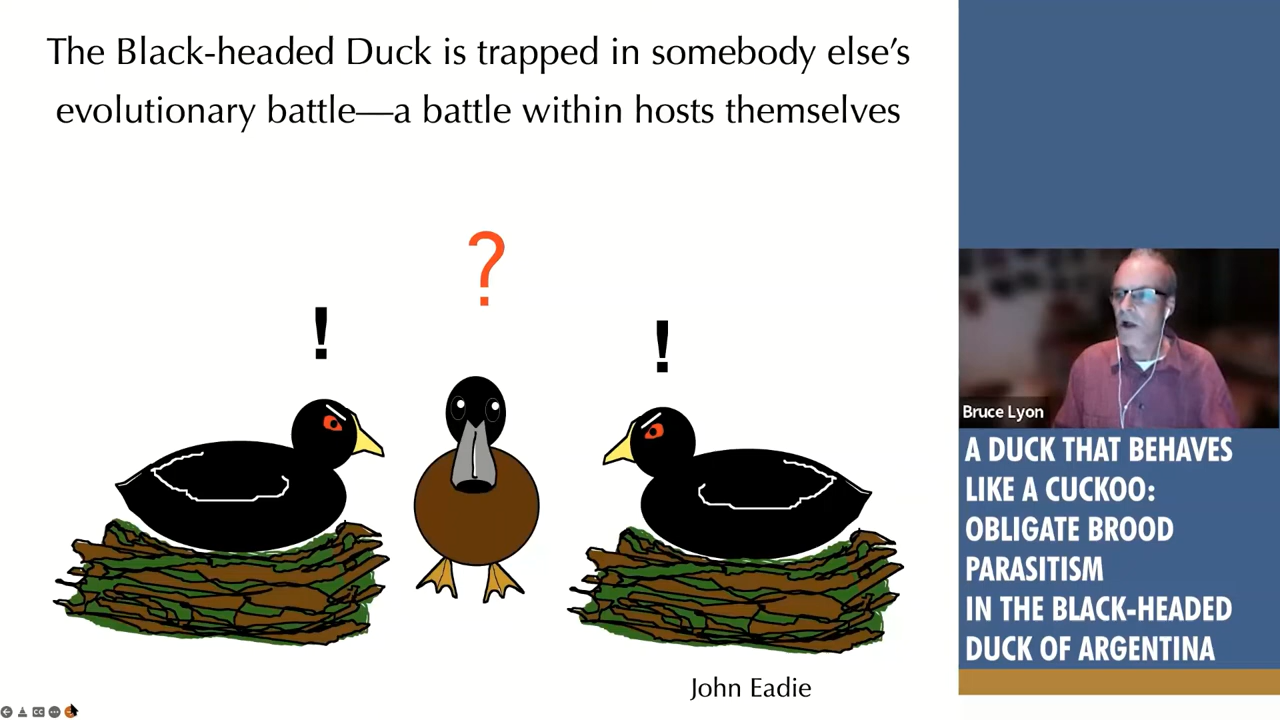 The Black-headed Duck is trapped in somebody else’s
evolutionary battle—a battle within hosts themselves
?
!
!
John Eadie
Bruce Lyon
A DUCK THAT BEHAVES
LIKE A CUCKOO:
OBLIGATE BROOD
PARASITISM
IN THE BLACK-HEADED
DUCK OF ARGENTINA
CC